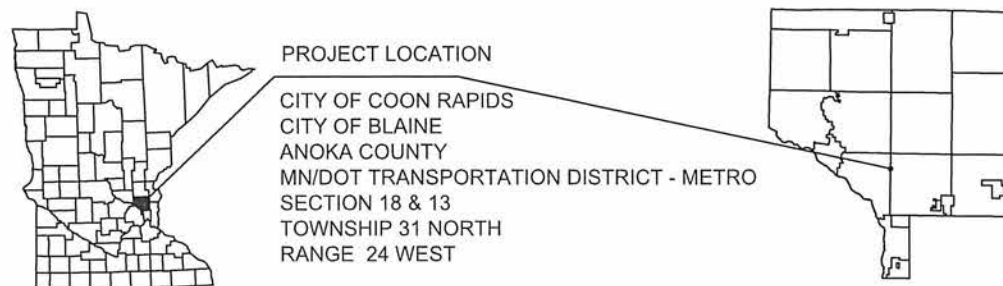 PROJECT LOCATION
CITY OF COON RAPIDS
CITY OF BLAINE
ANOKA COUNTY
MN/DOT TRANSPORTATION DISTRICT - METRO
SECTION 18 & 13
TOWNSHIP 31 NORTH
RANGE 24 WEST